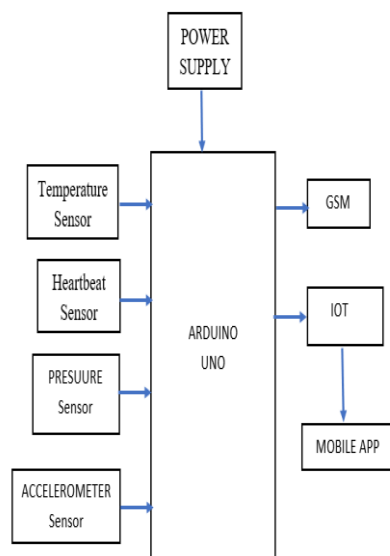 POWER
SUPPLY
Temperature
Sensor
GSM
Heartbeat
Sensor
IOT
ARDUINO
UNO
PRESUURE
Sensor
MOBILE APP
ACCELEROMETER
Sensor